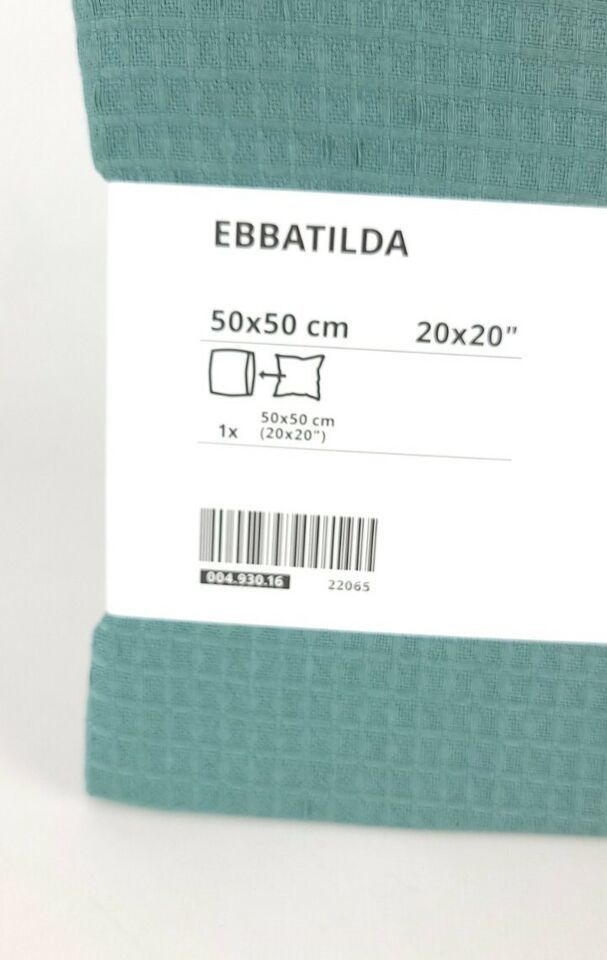 EBBATILDA
50x50 cm 20x20"
50x50 cm
1x (20x20")
004.930.16 22065